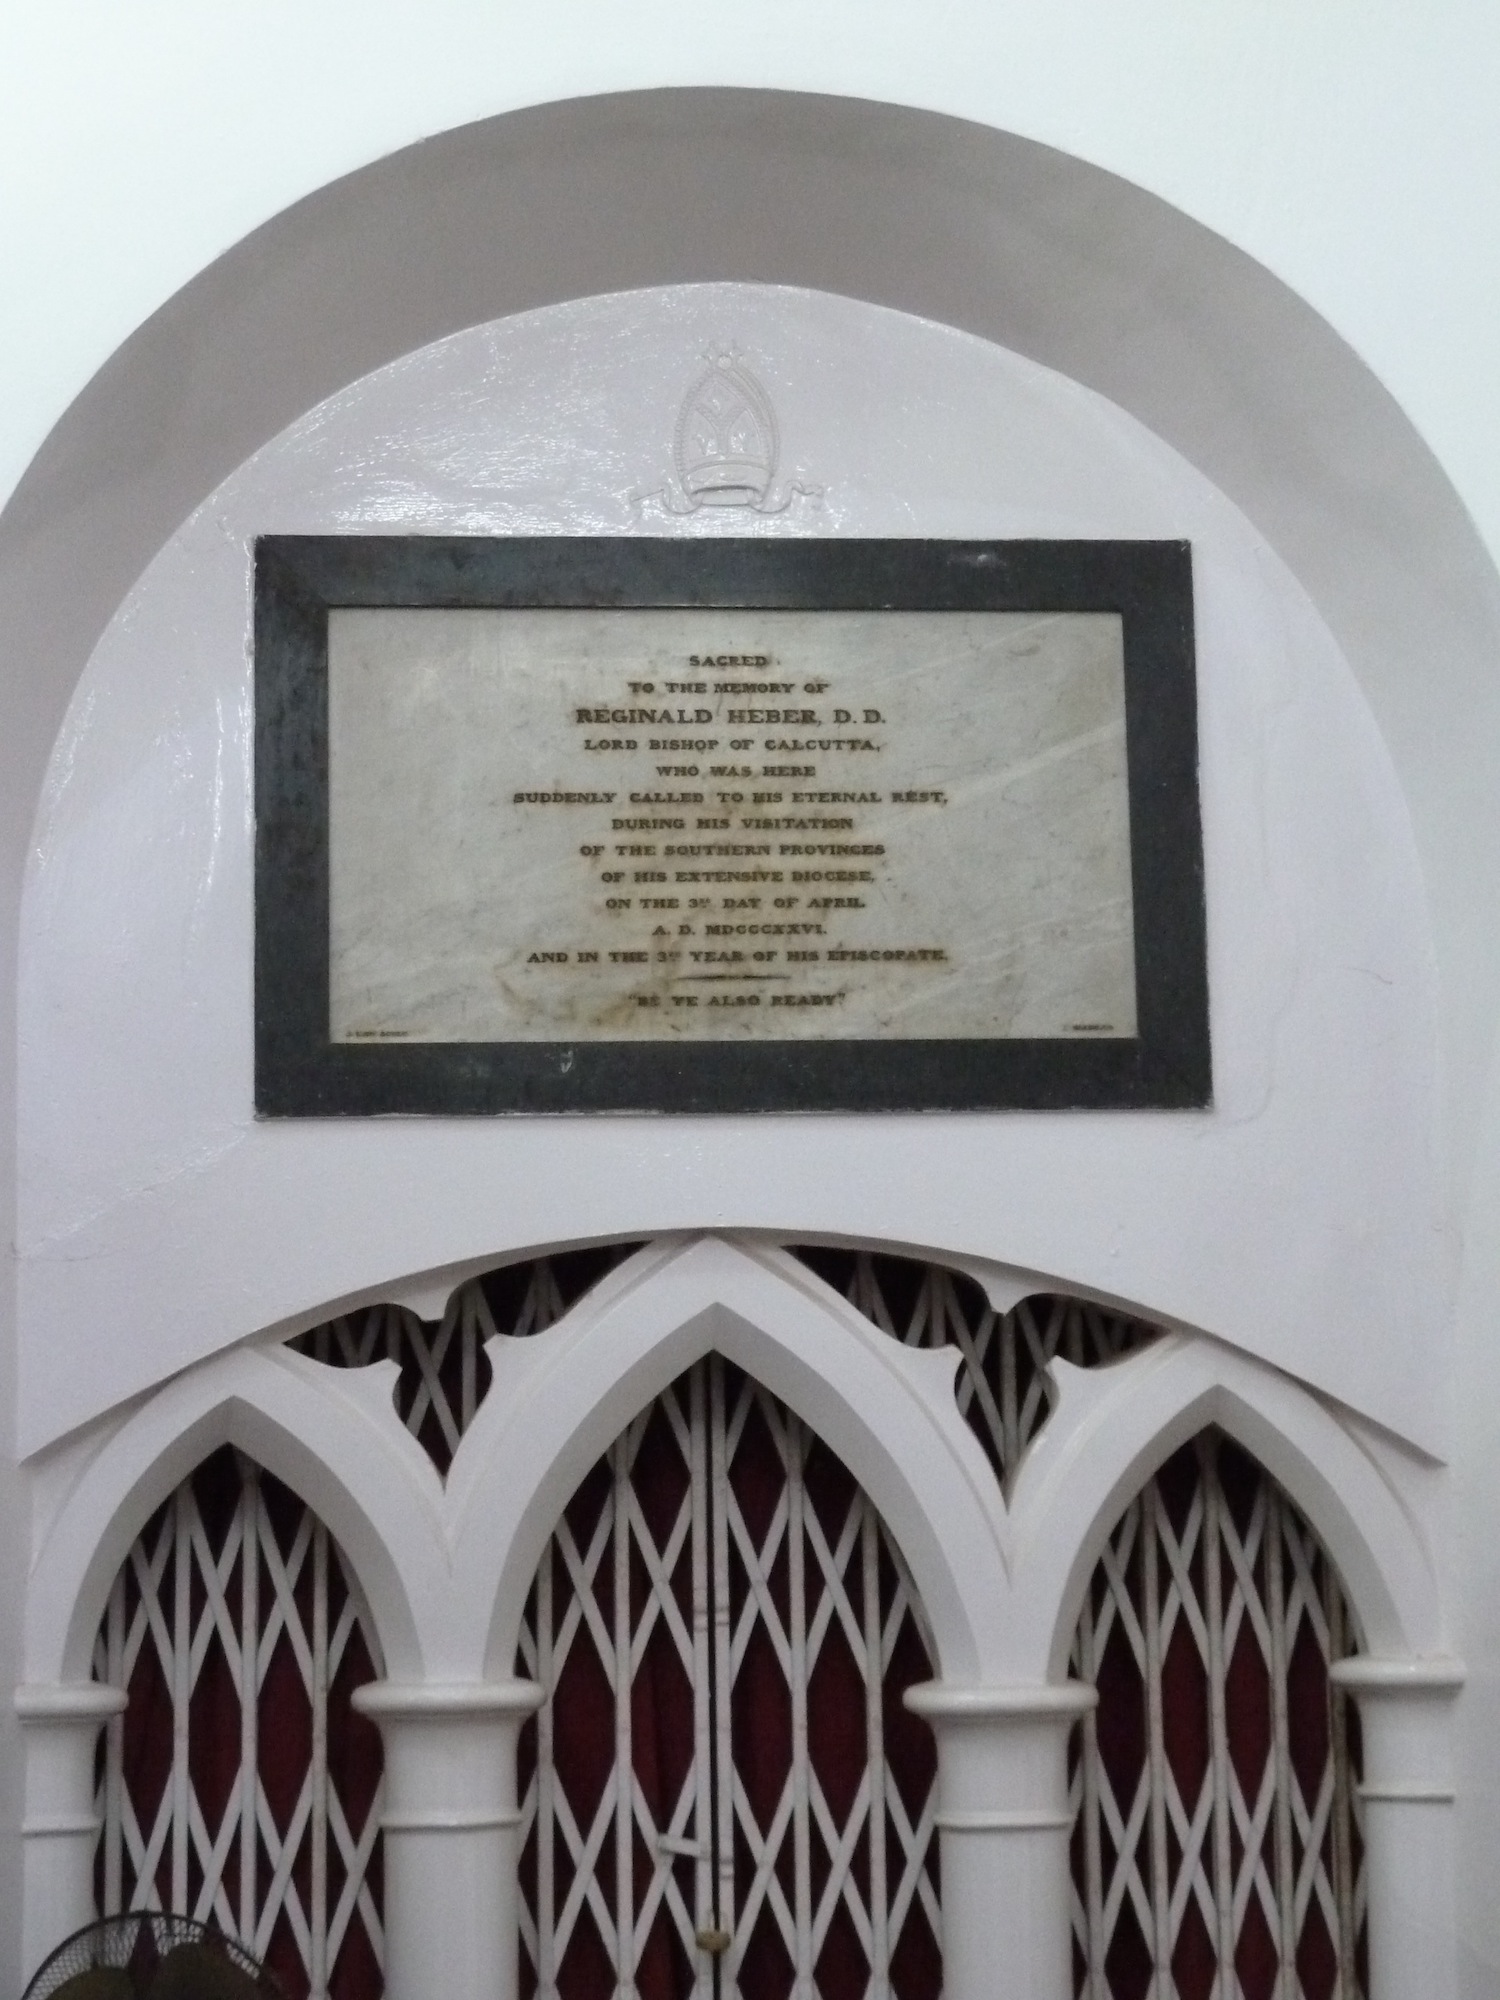 SACRED
TO THE MEMORY OF
REGINALD HEBER, D. D.
LORD BISHOP OF CALCUTTA,
WHO WAS HERE
SUDDENLY CALLED TO HIS ETERNAL REST,
DURING HIS VISITATION
OF THE SOUTHERN PROVINCES
OF HIS EXTENSIVE DIOCESE,
ON THE 3RD DAY OF APRIL
A. D. MDCCCXXVI.
AND IN THE 3RD YEAR OF HIS EPISCOPATE.
"BE YE ALSO READY"